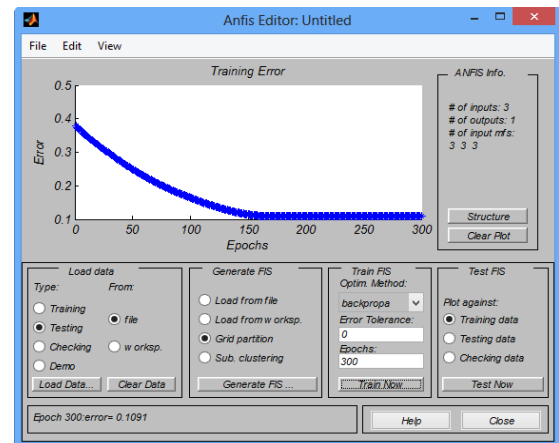 Anfis Editor: Untitled
File Edit View
Training Error
0.5
0.4
0.3
0.2
0.1
Error
0 50 100 150 200 250 300
Epochs
ANFIS Info.
# of inputs: 3
# of outputs: 1
# of input mfs:
3 3 3
Structure
Clear Plot
Load data
Type: From:
Training
Testing
Checking
Demo
file
worksp.
Load Data... Clear Data
Generate FIS
Load from file
Load from worksp.
Grid partition
Sub. clustering
Generate FIS ...
Train FIS
Optim. Method:
backpropa
Error Tolerance:
0
Epochs:
300
Train Now
Test FIS
Plot against:
Training data
Testing data
Checking data
Test Now
Epoch 300:error= 0.1091
Help Close